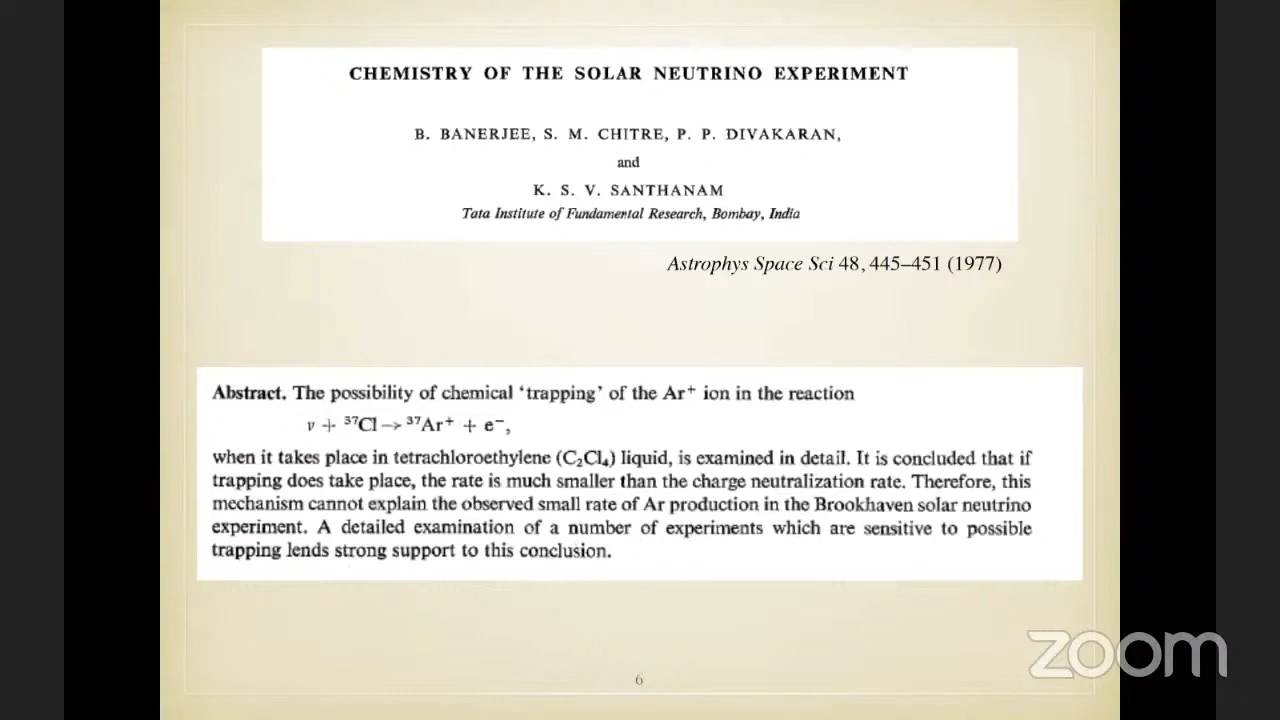 CHEMISTRY OF THE SOLAR NEUTRINO EXPERIMENT
B. BANERJEE, S. M. CHITRE, P. P. DIVAKARAN,
and
K. S. V. SANTHANAM
Tata Institute of Fundamental Research, Bombay, India
Astrophys Space Sci 48, 445–451 (1977)
Abstract. The possibility of chemical ‘trapping’ of the Ar⁺ ion in the reaction
ν + ³⁷Cl → ³⁷Ar⁺ + e⁻,
when it takes place in tetrachloroethylene (C₂Cl₄) liquid, is examined in detail. It is concluded that if
trapping does take place, the rate is much smaller than the charge neutralization rate. Therefore, this
mechanism cannot explain the observed small rate of Ar production in the Brookhaven solar neutrino
experiment. A detailed examination of a number of experiments which are sensitive to possible
trapping lends strong support to this conclusion.
zoom
6